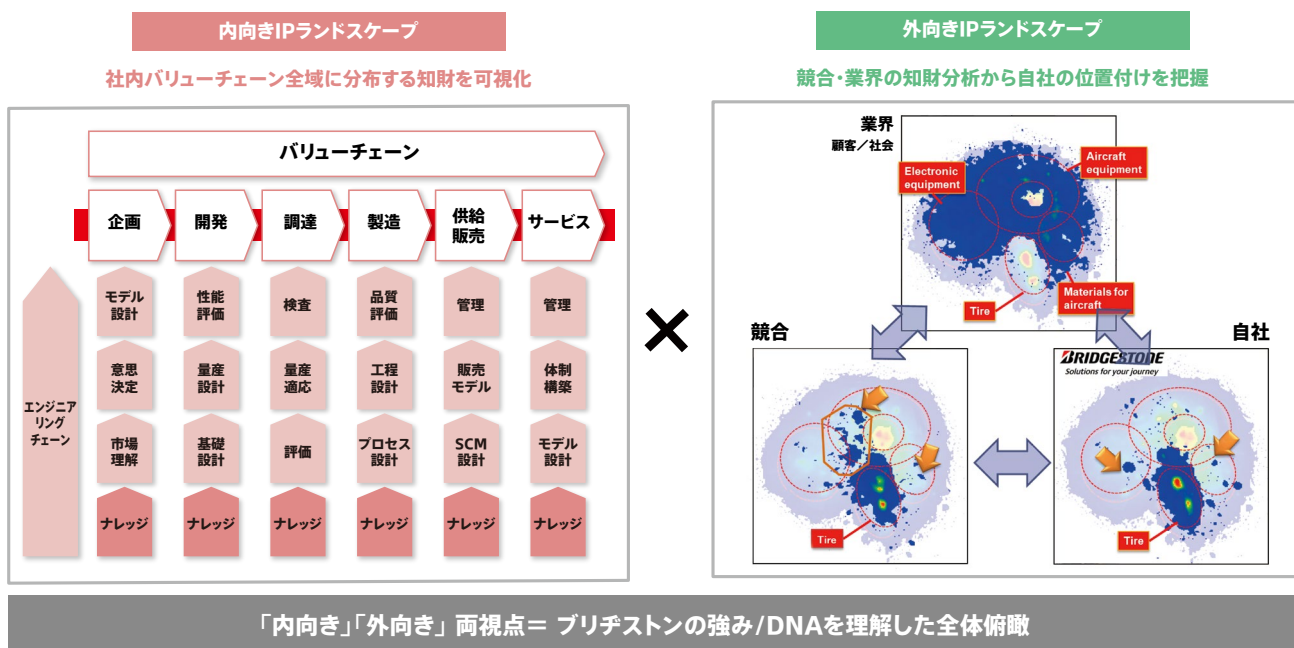 内向きIPランドスケープ
社内バリューチェーン全域に分布する知財を可視化
バリューチェーン
企画
開発
調達
製造
供給
販売
サービス
エンジニア
リング
チェーン
モデル
設計
性能
評価
検査
品質
評価
管理
管理
意思
決定
量産
設計
量産
適応
工程
設計
販売
モデル
体制
構築
市場
理解
基礎
設計
評価
プロセス
設計
SCM
設計
モデル
設計
ナレッジ
ナレッジ
ナレッジ
ナレッジ
ナレッジ
ナレッジ
×
外向きIPランドスケープ
競合・業界の知財分析から自社の位置付けを把握
業界
顧客／社会
Electronic
equipment
Aircraft
equipment
Tire
Materials for
aircraft
競合
Tire
自社
BRIDGESTONE
Solutions for your journey
Tire
「内向き」「外向き」 両視点＝ ブリヂストンの強み/DNAを理解した全体俯瞰